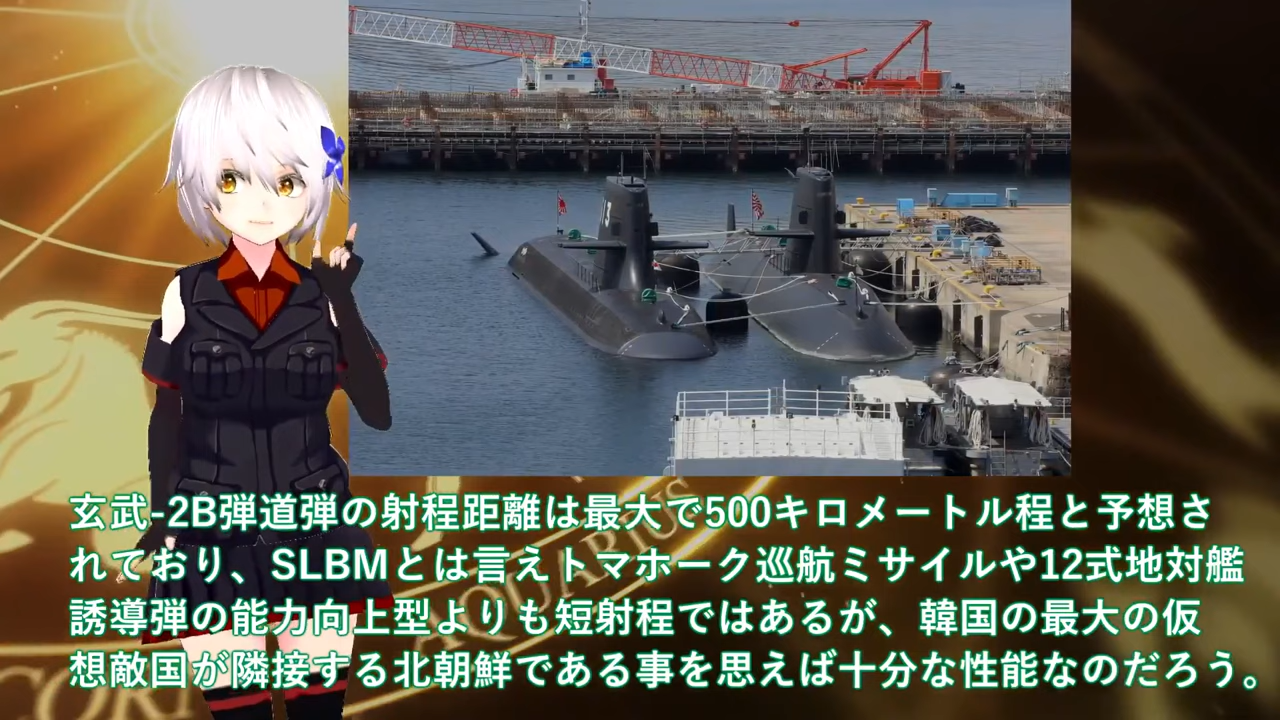 玄武-2B弾道弾の射程距離は最大で500キロメートル程と予想さ
れており、SLBMとは言えトマホーク巡航ミサイルや12式地対艦
誘導弾の能力向上型よりも短射程ではあるが、韓国の最大の仮
想敵国が隣接する北朝鮮である事を思えば十分な性能なのだろう。
AQUARIUS